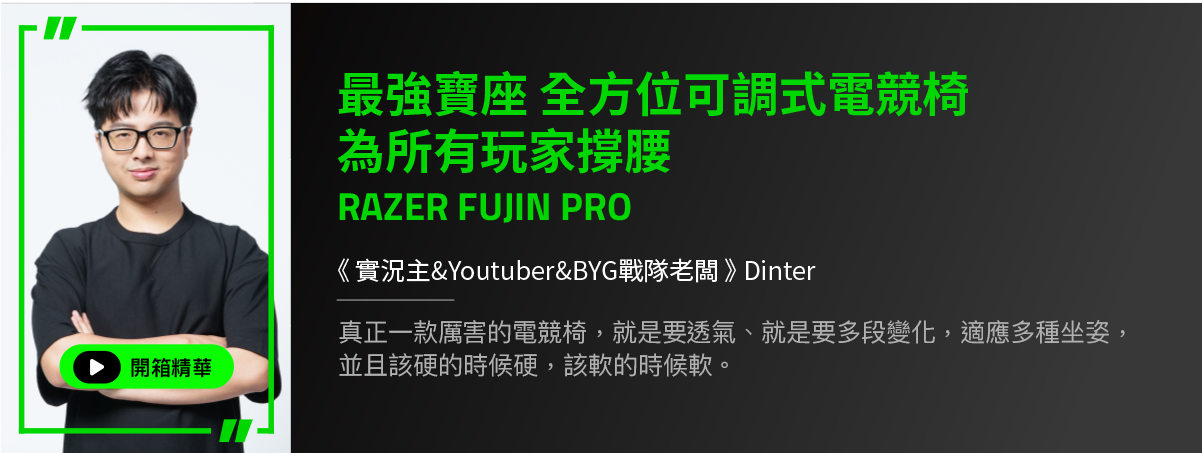 最強寶座 全方位可調式電競椅
為所有玩家撐腰
RAZER FUJIN PRO
《 實況主&Youtuber&BYG戰隊老闆 》Dinter
真正一款厲害的電競椅，就是要透氣、就是要多段變化，適應多種坐姿，
並且該硬的時候硬，該軟的時候軟。
開箱精華